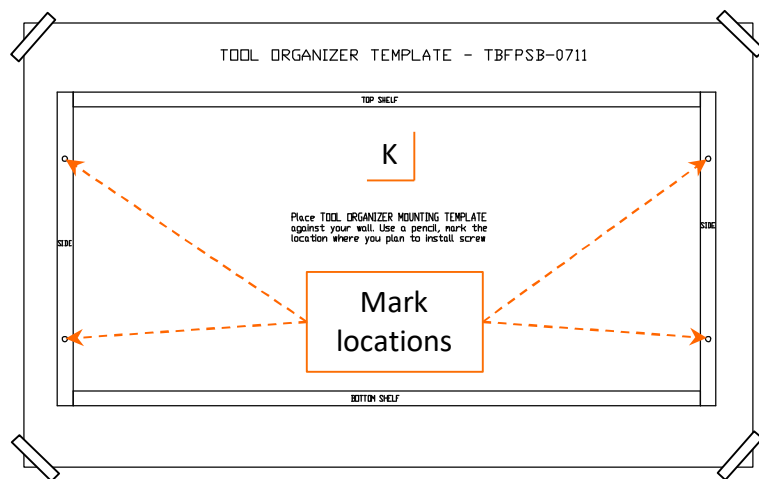 TOOL ORGANIZER TEMPLATE - TBFPSB-0711
TOP SHELF
K
Place TOOL ORGANIZER MOUNTING TEMPLATE
against your wall. Use a pencil, mark the
location where you plan to install screw
SIDE
SIDE
Mark
locations
BOTTOM SHELF